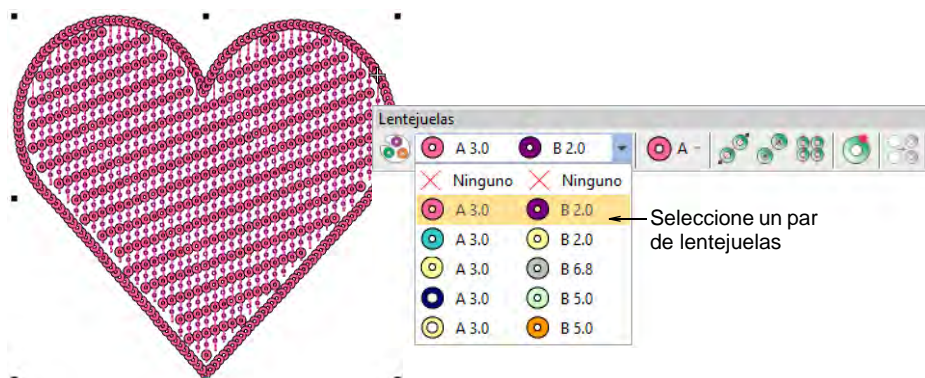 Lentejuelas
A 3.0 B 2.0 A
Ninguno Ninguno
A 3.0 B 2.0
A 3.0 B 2.0
A 3.0 B 6.8
A 3.0 B 5.0
A 3.0 B 5.0
Seleccione un par
de lentejuelas